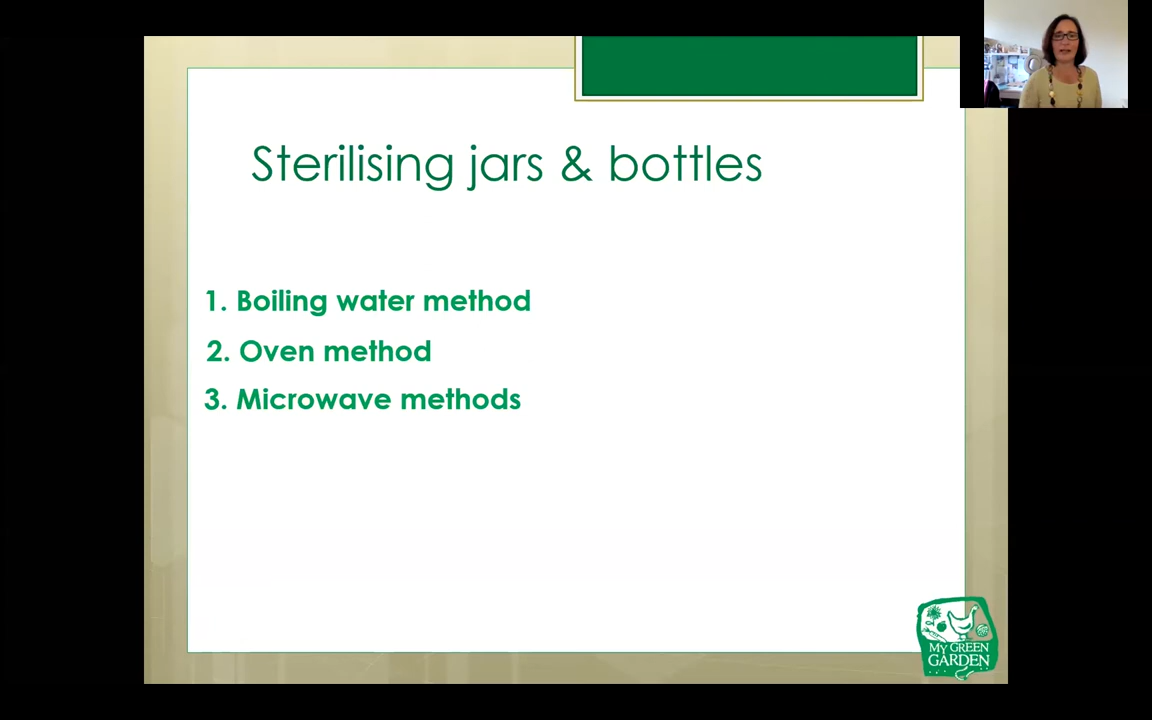 Sterilising jars & bottles
1. Boiling water method
2. Oven method
3. Microwave methods
MY GREEN
GARDEN